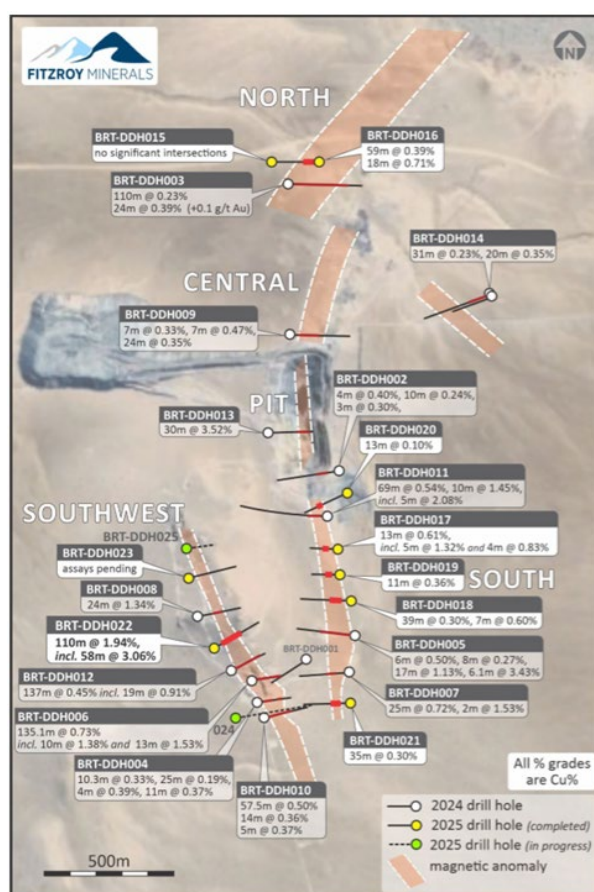 FITZROY MINERALS
N
NORTH
BRT-DDH015
no significant intersections
BRT-DDH016
59m @ 0.39%
18m @ 0.71%
BRT-DDH003
110m @ 0.23%
24m @ 0.39% (+0.1 g/t Au)
BRT-DDH014
31m @ 0.23%, 20m @ 0.35%
CENTRAL
BRT-DDH009
7m @ 0.33%, 7m @ 0.47%,
24m @ 0.35%
PIT
BRT-DDH002
4m @ 0.40%, 10m @ 0.24%,
3m @ 0.30%,
BRT-DDH013
30m @ 3.52%
BRT-DDH020
13m @ 0.10%
BRT-DDH011
69m @ 0.54%, 10m @ 1.45%,
incl. 5m @ 2.08%
SOUTHWEST
BRT-DDH025
BRT-DDH017
13m @ 0.61%,
incl. 5m @ 1.32% and 4m @ 0.83%
BRT-DDH023
assays pending
BRT-DDH019
11m @ 0.36%
SOUTH
BRT-DDH008
24m @ 1.34%
BRT-DDH018
39m @ 0.30%, 7m @ 0.60%
BRT-DDH022
110m @ 1.94%,
incl. 58m @ 3.06%
BRT-DDH001
BRT-DDH005
6m @ 0.50%, 8m @ 0.27%,
17m @ 1.13%, 6.1m @ 3.43%
BRT-DDH012
137m @ 0.45% incl. 19m @ 0.91%
BRT-DDH007
25m @ 0.72%, 2m @ 1.53%
BRT-DDH006
135.1m @ 0.73%
incl. 10m @ 1.38% and 13m @ 1.53%
024
BRT-DDH021
35m @ 0.30%
BRT-DDH004
10.3m @ 0.33%, 25m @ 0.19%,
4m @ 0.39%, 11m @ 0.37%
BRT-DDH010
57.5m @ 0.50%
14m @ 0.36%
5m @ 0.37%
All % grades
are Cu%
2024 drill hole
2025 drill hole (completed)
2025 drill hole (in progress)
magnetic anomaly
500m